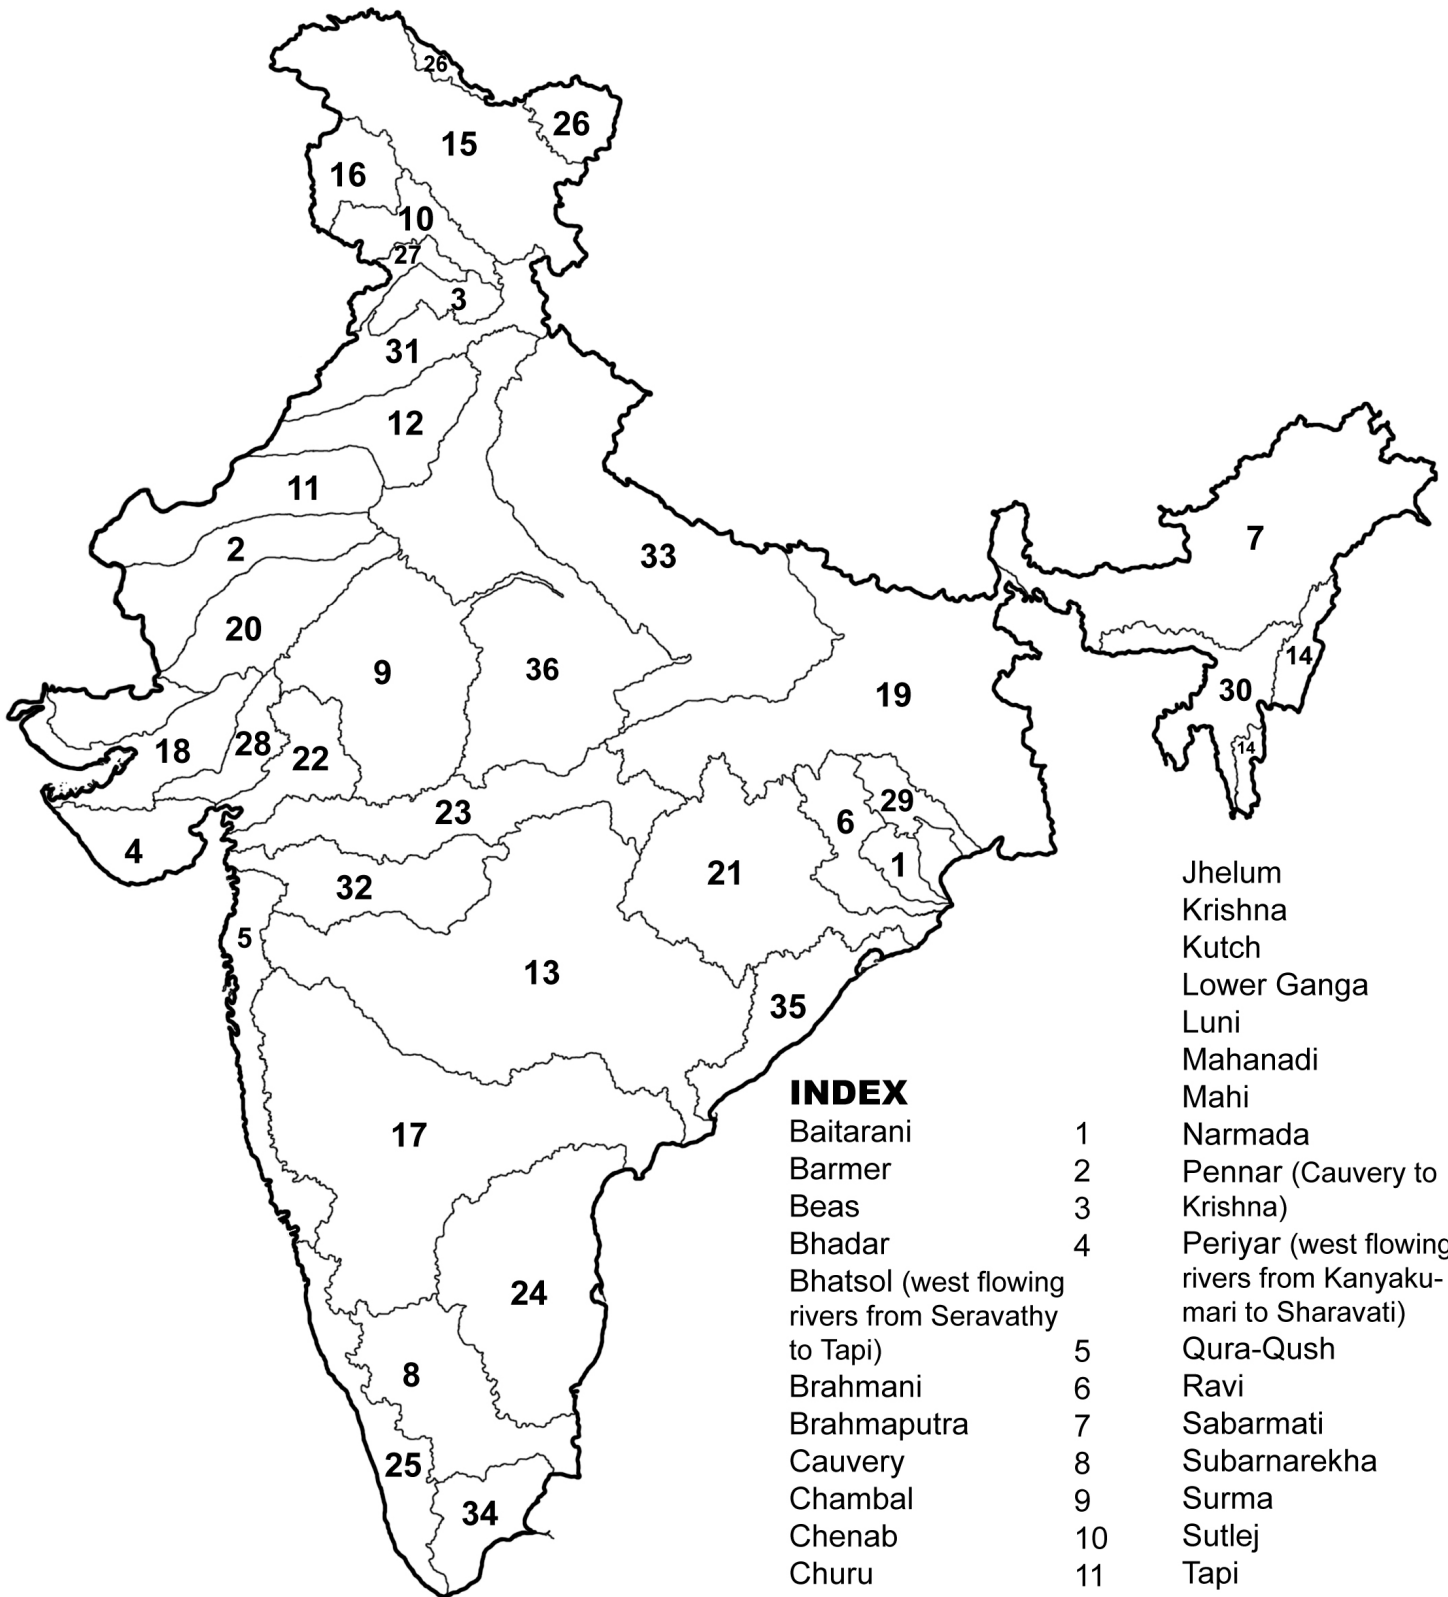 26
26
15
16
10
27
3
31
12
11
2
33
7
20
9
36
19
14
30
14
18
28
22
23
29
6
4
21
1
32
5
13
35
17
24
8
25
34
INDEX
Baitarani 1
Barmer 2
Beas 3
Bhadar 4
Bhatsol (west flowing
rivers from Seravathy
to Tapi) 5
Brahmani 6
Brahmaputra 7
Cauvery 8
Chambal 9
Chenab 10
Churu 11
Jhelum
Krishna
Kutch
Lower Ganga
Luni
Mahanadi
Mahi
Narmada
Pennar (Cauvery to
Krishna)
Periyar (west flowing
rivers from Kanyaku-
mari to Sharavati)
Qura-Qush
Ravi
Sabarmati
Subarnarekha
Surma
Sutlej
Tapi